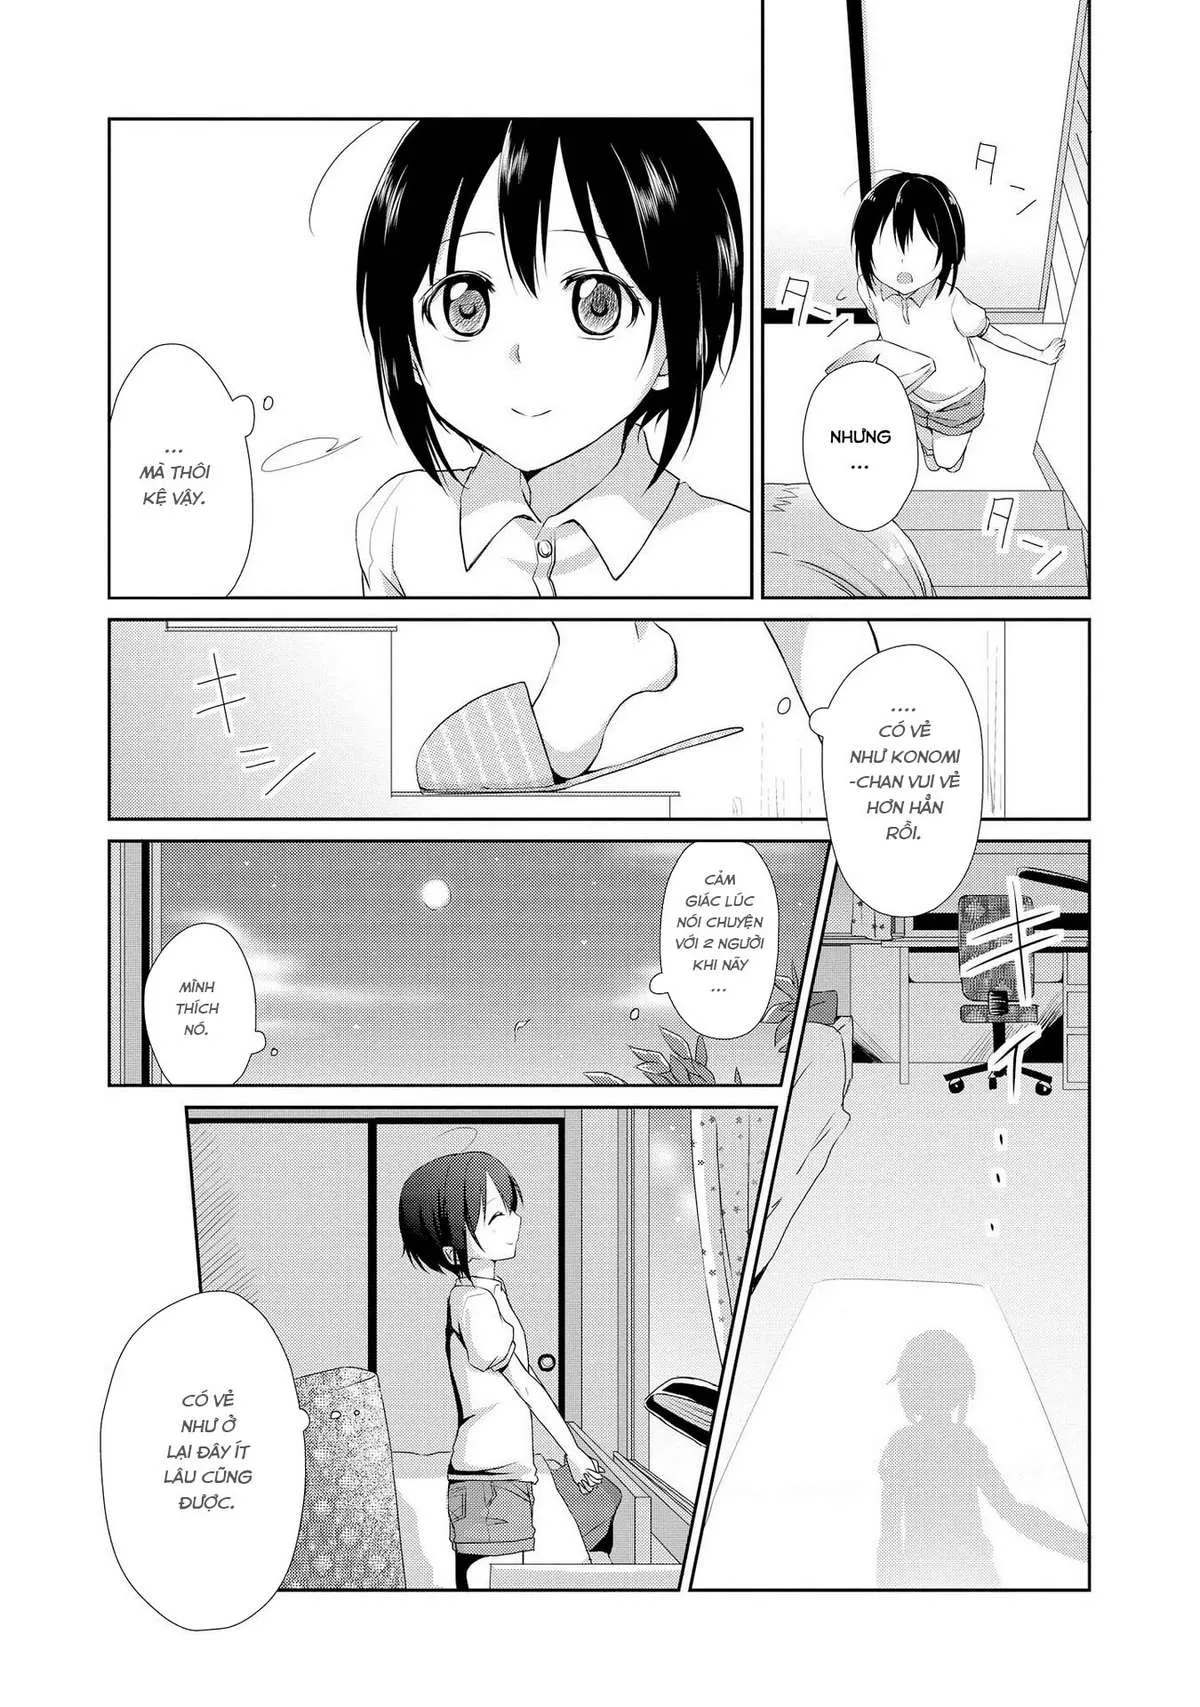 タン
タン
NHƯNG
...
タン
...
MÀ THÔI
KỆ VẬY.
....
CÓ VẺ
NHƯ KONOMI
-CHAN VUI VẺ
HƠN HẲN
RỒI.
キシ
CẢM
GIÁC LÚC
NÓI CHUYỆN
VỚI 2 NGƯỜI
KHI NÃY
...
MÌNH
THÍCH
NÓ.
キィ
...
CÓ VẺ
NHƯ Ở
LẠI ĐÂY ÍT
LÂU CŨNG
ĐƯỢC.